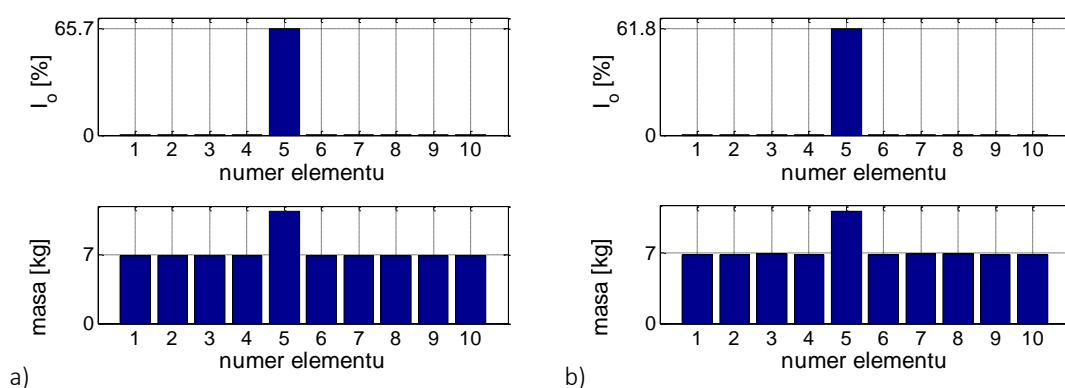 65.7
I_o [%]
0
1 2 3 4 5 6 7 8 9 10
numer elementu
7
masa [kg]
0
1 2 3 4 5 6 7 8 9 10
numer elementu
a)
61.8
I_o [%]
0
1 2 3 4 5 6 7 8 9 10
numer elementu
7
masa [kg]
0
1 2 3 4 5 6 7 8 9 10
numer elementu
b)